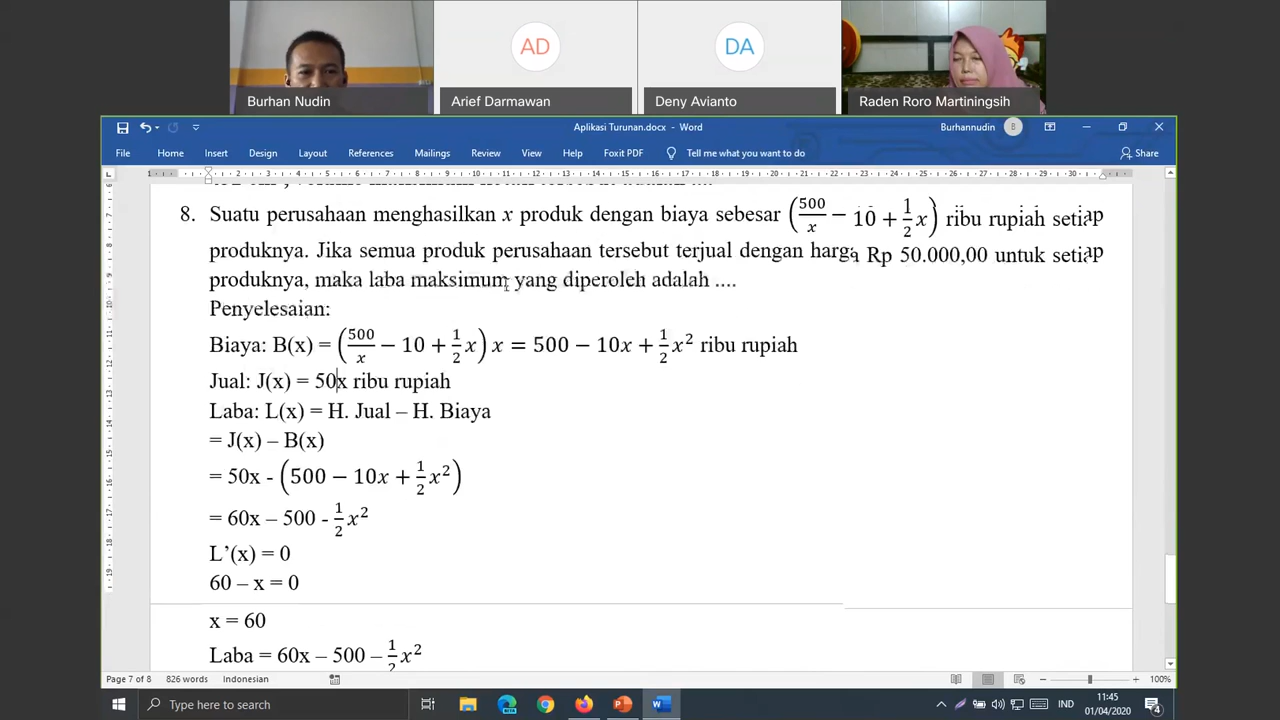 AD
DA
Burhan Nudin
Arief Darmawan
Deny Avianto
Raden Roro Martiningsih
Aplikasi Turunan.docx - Word
Burhannudin
B
File Home Insert Design Layout References Mailings Review View Help Foxit PDF Tell me what you want to do Share
8. Suatu perusahaan menghasilkan x produk dengan biaya sebesar (500/x − 10 + 1/2 x) ribu rupiah setiap
produknya. Jika semua produk perusahaan tersebut terjual dengan harga Rp 50.000,00 untuk setiap
produknya, maka laba maksimum yang diperoleh adalah ....
Penyelesaian:
Biaya: B(x) = (500/x − 10 + 1/2 x) x = 500 − 10x + 1/2 x² ribu rupiah
Jual: J(x) = 50x ribu rupiah
Laba: L(x) = H. Jual – H. Biaya
= J(x) – B(x)
= 50x - (500 − 10x + 1/2 x²)
= 60x – 500 - 1/2 x²
L’(x) = 0
60 – x = 0
x = 60
Laba = 60x – 500 – 1/2 x²
Page 7 of 8 826 words Indonesian 100%
Type here to search
IND
11:45
01/04/2020
4